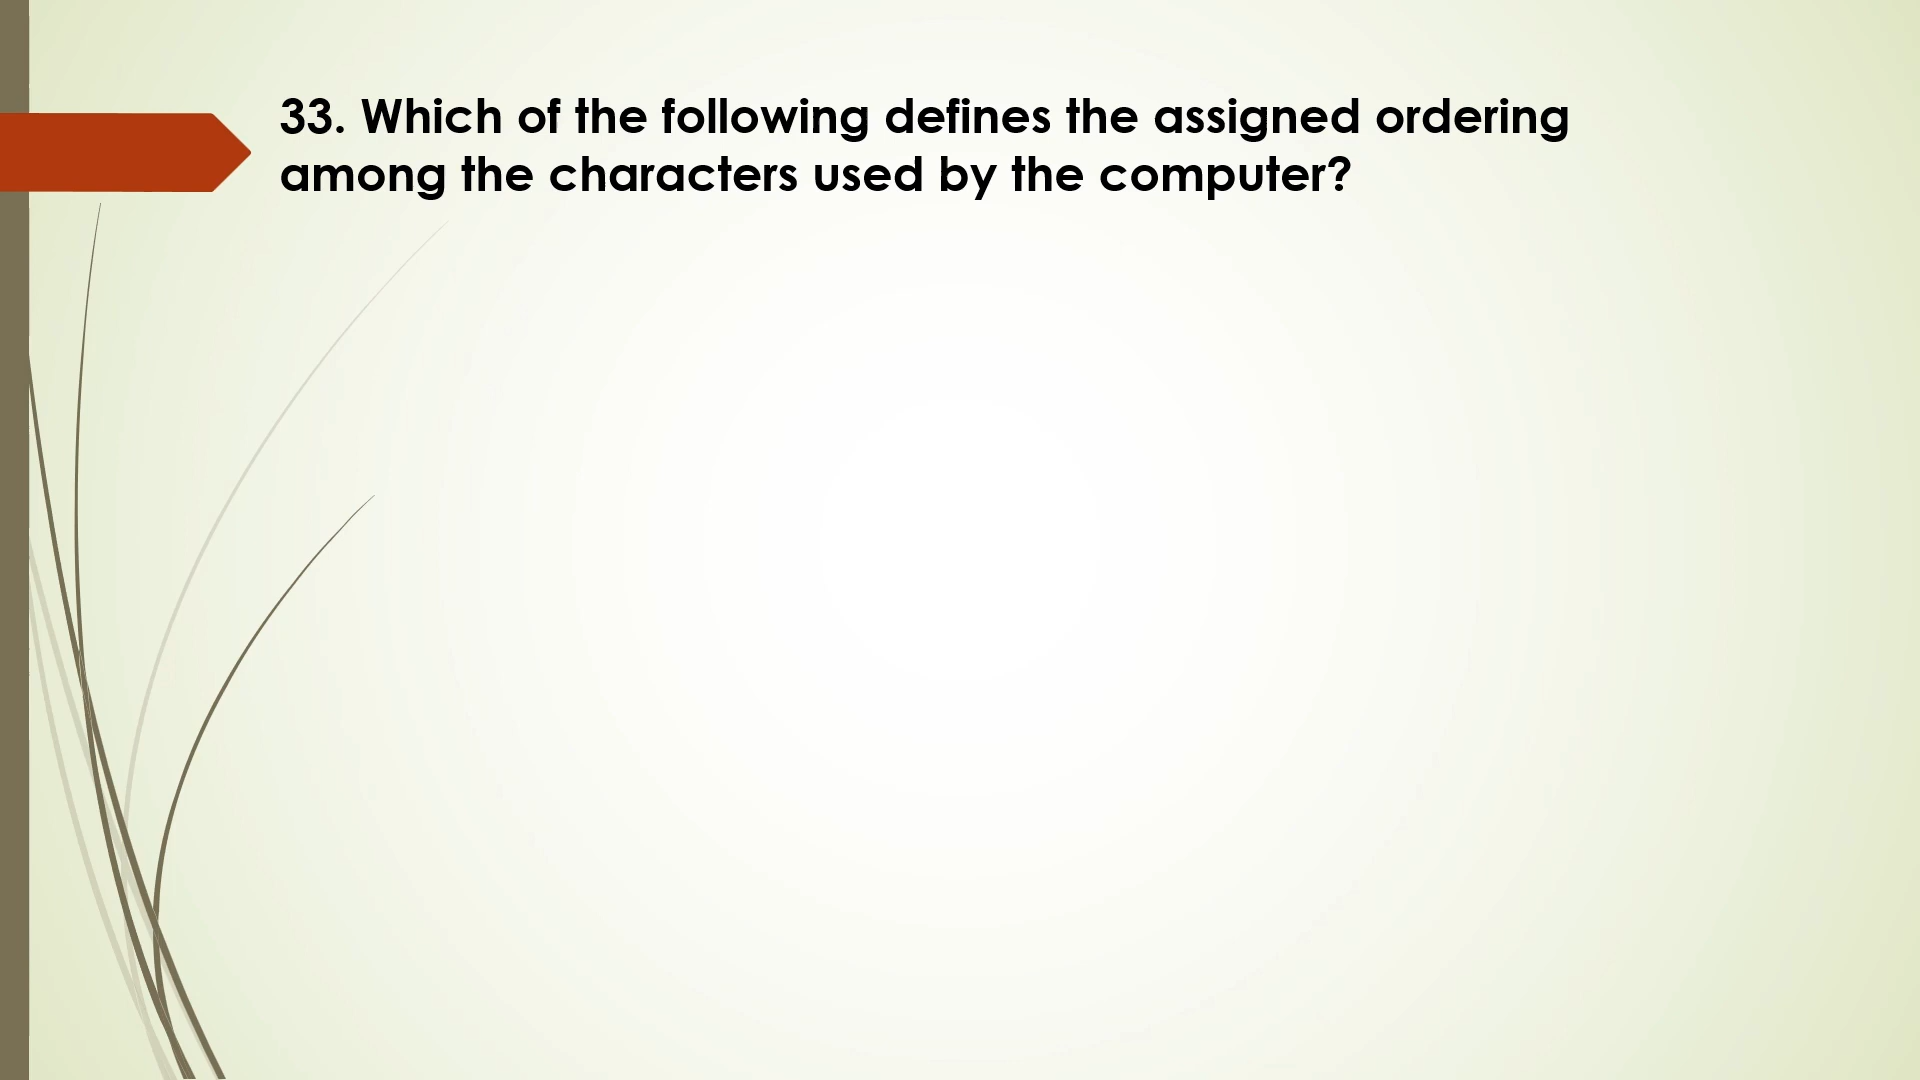 33. Which of the following defines the assigned ordering
among the characters used by the computer?